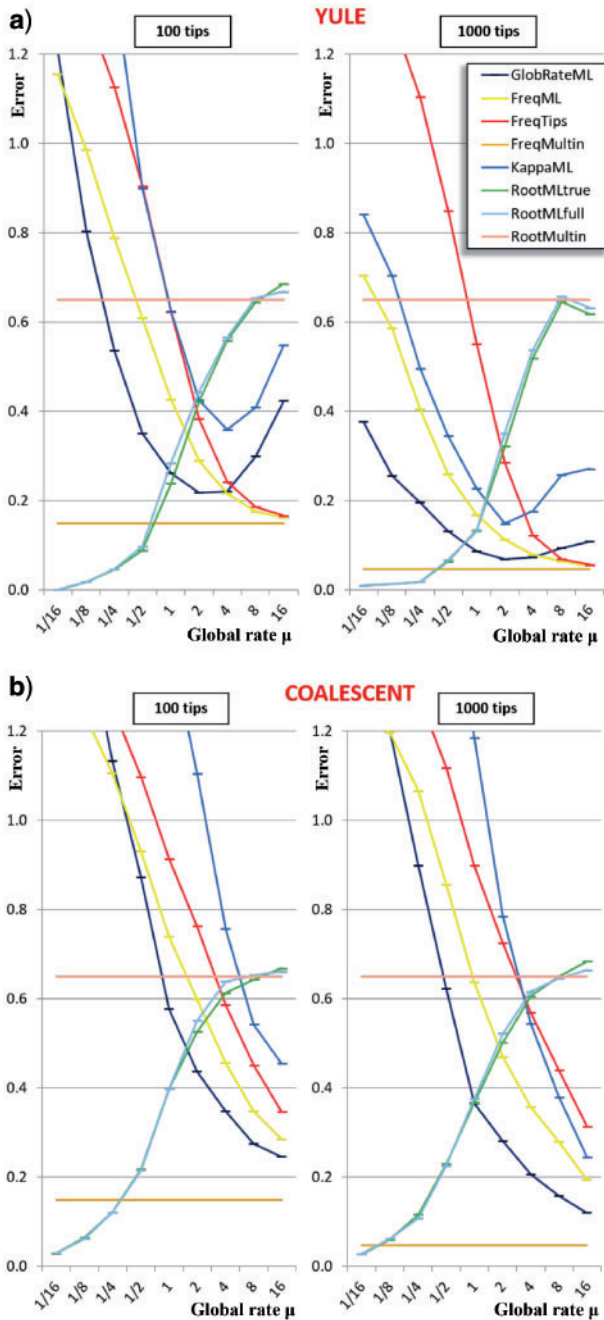 a)
YULE
100 tips
1000 tips
Error
1.2
1.0
0.8
0.6
0.4
0.2
0.0
1/16
1/8
1/4
1/2
1
2
4
8
16
Global rate μ
Error
1.2
1.0
0.8
0.6
0.4
0.2
0.0
1/16
1/8
1/4
1/2
1
2
4
8
16
Global rate μ
GlobRateML
FreqML
FreqTips
FreqMultin
KappaML
RootMLtrue
RootMLfull
RootMultin
b)
COALESCENT
100 tips
1000 tips
Error
1.2
1.0
0.8
0.6
0.4
0.2
0.0
1/16
1/8
1/4
1/2
1
2
4
8
16
Global rate μ
Error
1.2
1.0
0.8
0.6
0.4
0.2
0.0
1/16
1/8
1/4
1/2
1
2
4
8
16
Global rate μ